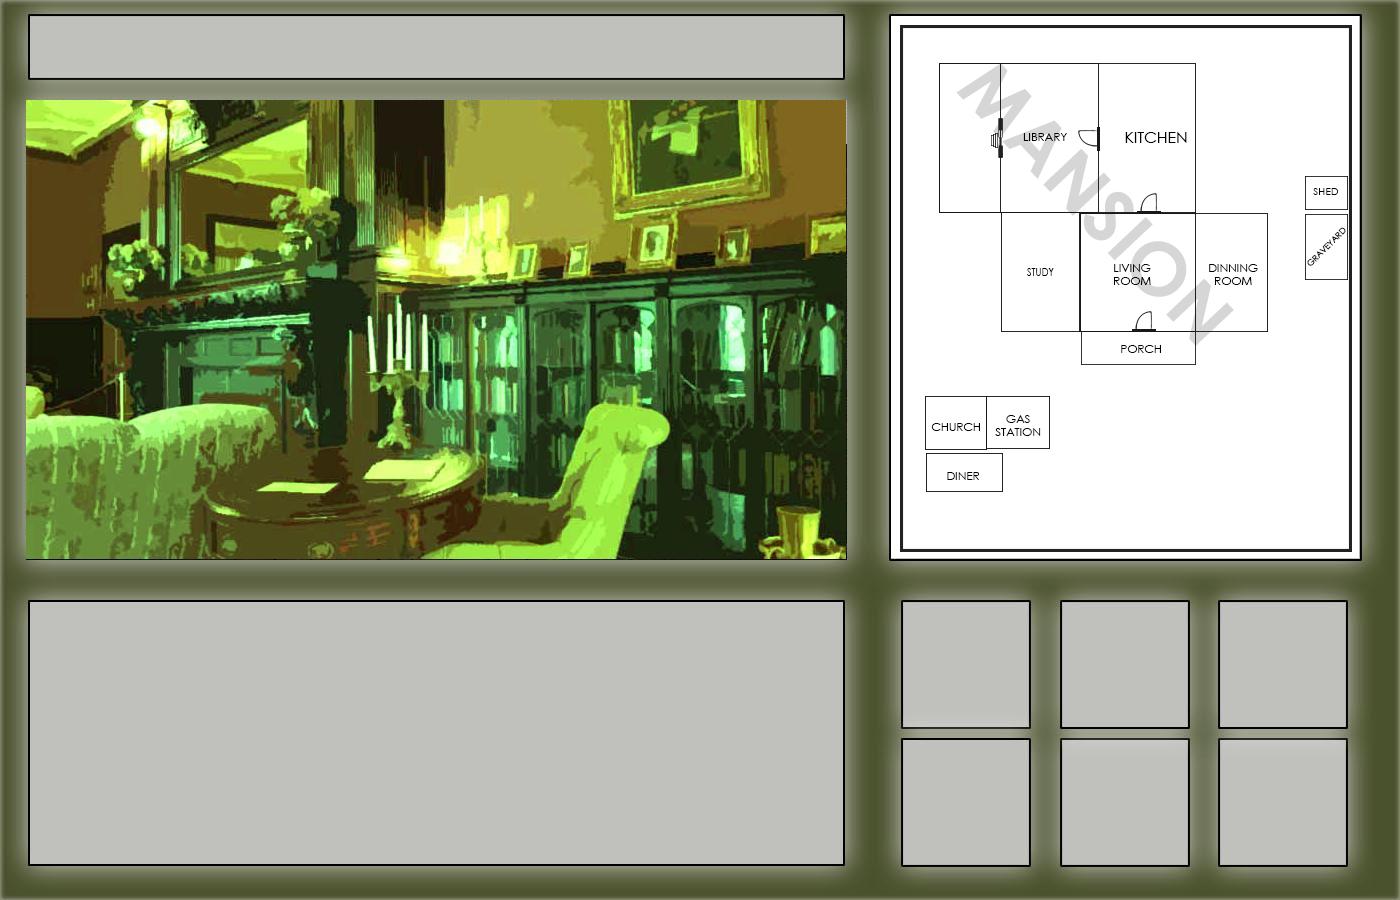 MANSION
LIBRARY
KITCHEN
SHED
GRAVEYARD
STUDY
LIVING
ROOM
DINNING
ROOM
PORCH
CHURCH
GAS
STATION
DINER